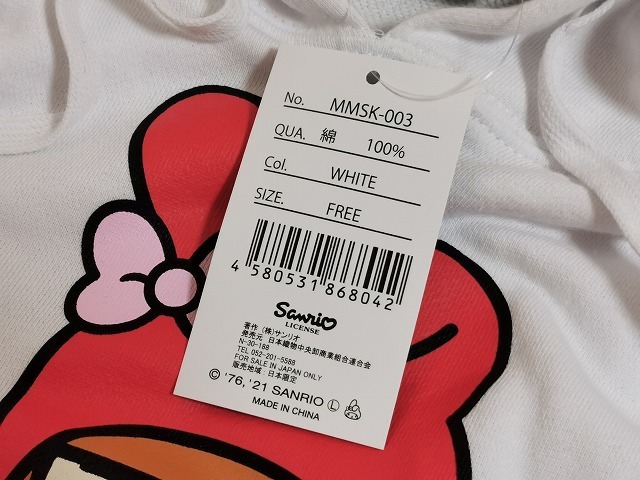 No. MMSK-003
QUA. 綿 100%
Col. WHITE
SIZE. FREE
4 580531 868042
Sanrio
LICENSE
著作 (株)サンリオ
発売元 日本織物中央卸商業組合連合会
N-30-188
TEL 052-201-5588
FOR SALE IN JAPAN ONLY
販売地域 日本限定
© '76, '21 SANRIO Ⓛ
MADE IN CHINA